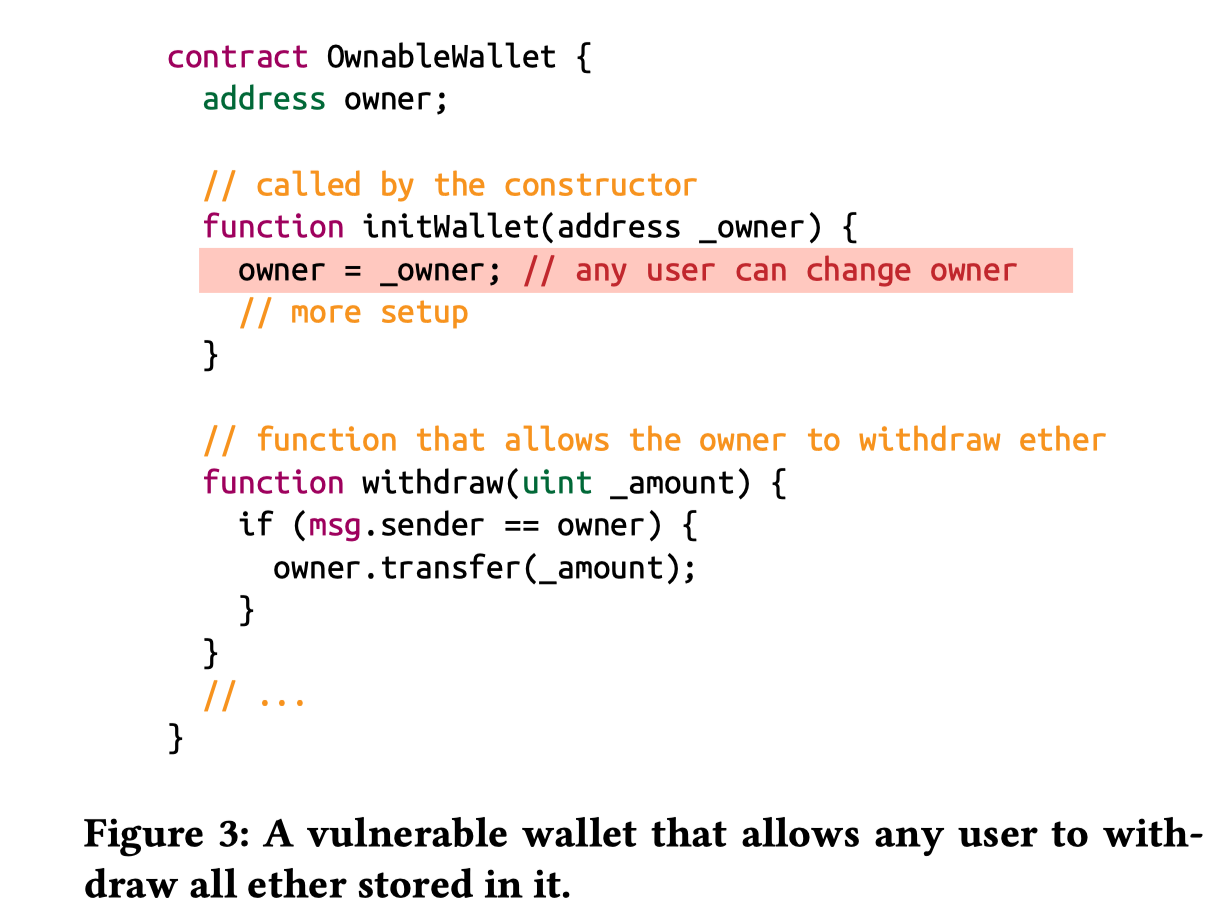 contract OwnableWallet {
address owner;
// called by the constructor
function initWallet(address _owner) {
owner = _owner; // any user can change owner
// more setup
}
// function that allows the owner to withdraw ether
function withdraw(uint _amount) {
if (msg.sender == owner) {
owner.transfer(_amount);
}
}
// ...
}
Figure 3: A vulnerable wallet that allows any user to with-
draw all ether stored in it.